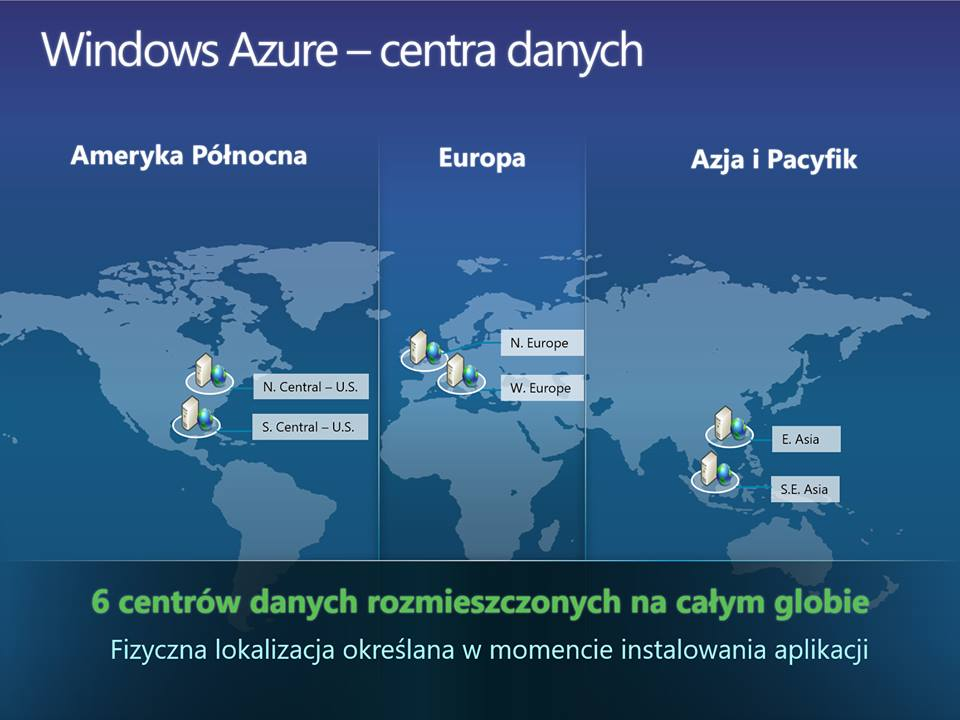 Windows Azure – centra danych
Ameryka Północna
Europa
Azja i Pacyfik
N. Europe
W. Europe
N. Central – U.S.
S. Central – U.S.
E. Asia
S.E. Asia
6 centrów danych rozmieszczonych na całym globie
Fizyczna lokalizacja określana w momencie instalowania aplikacji